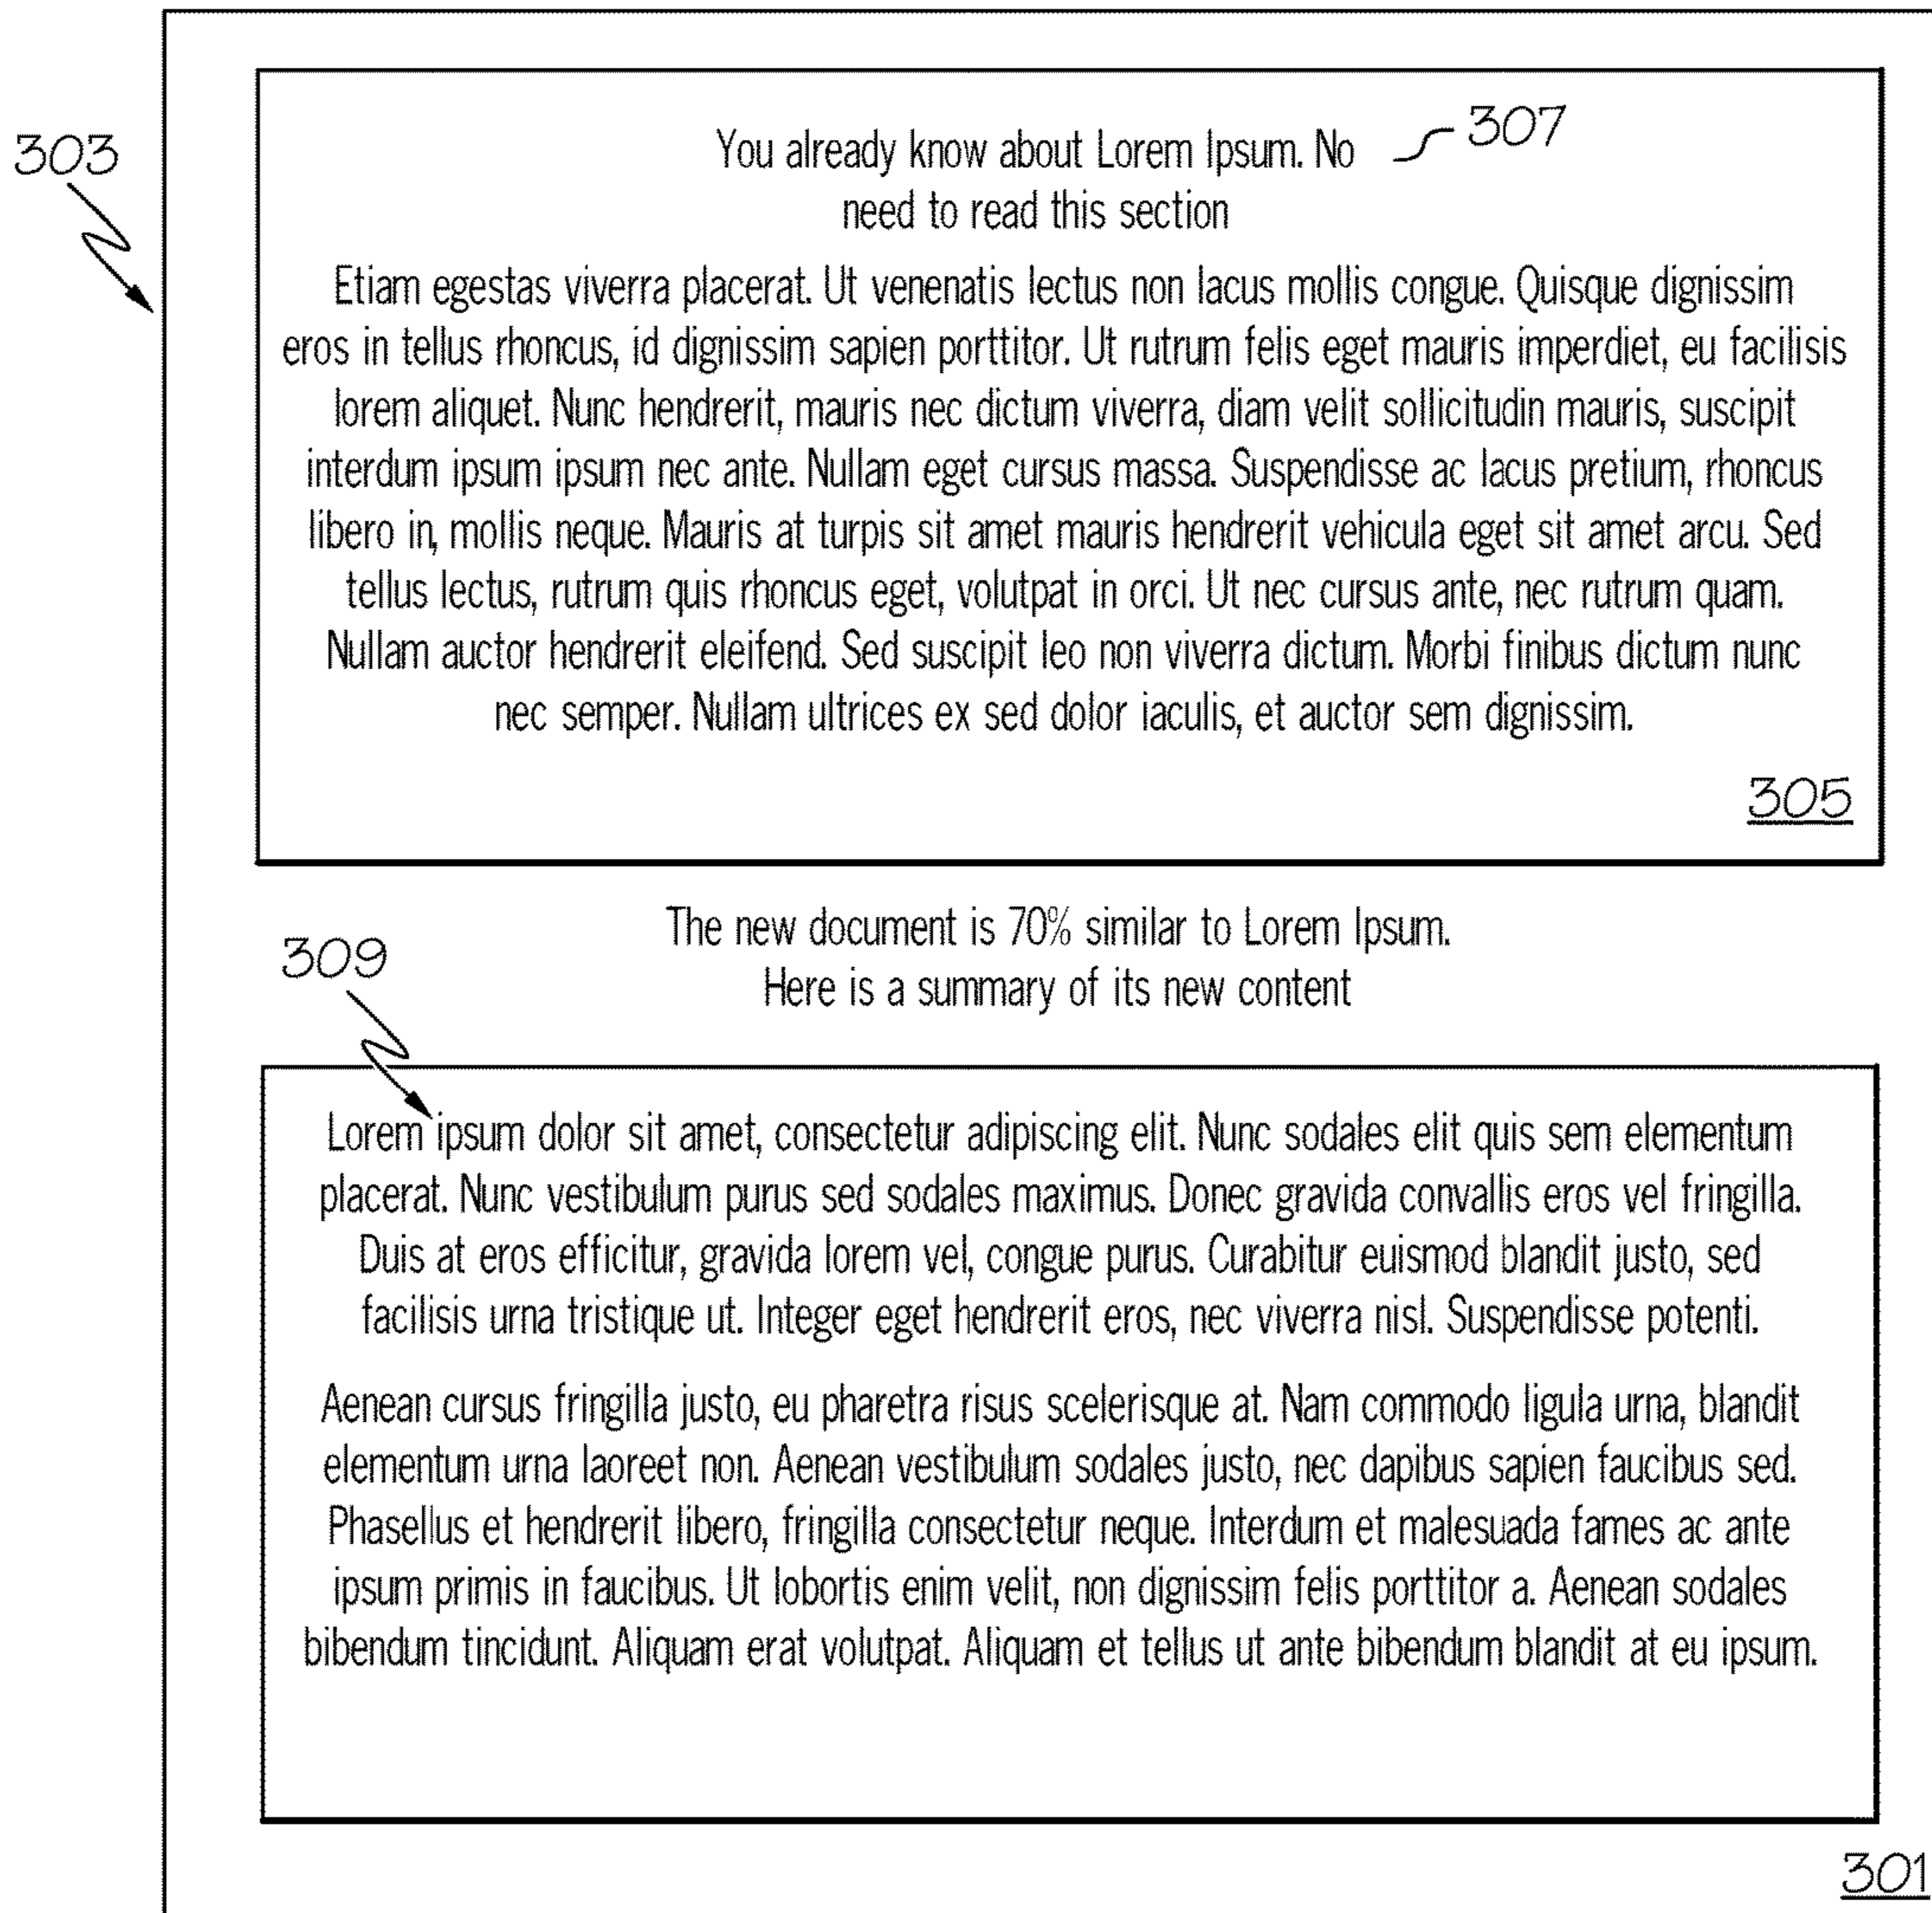 303
You already know about Lorem Ipsum. No
307
need to read this section
Etiam egestas viverra placerat. Ut venenatis lectus non lacus mollis congue. Quisque dignissim
eros in tellus rhoncus, id dignissim sapien porttitor. Ut rutrum felis eget mauris imperdiet, eu facilisis
lorem aliquet. Nunc hendrerit, mauris nec dictum viverra, diam velit sollicitudin mauris, suscipit
interdum ipsum ipsum nec ante. Nullam eget cursus massa. Suspendisse ac lacus pretium, rhoncus
libero in, mollis neque. Mauris at turpis sit amet mauris hendrerit vehicula eget sit amet arcu. Sed
tellus lectus, rutrum quis rhoncus eget, volutpat in orci. Ut nec cursus ante, nec rutrum quam.
Nullam auctor hendrerit eleifend. Sed suscipit leo non viverra dictum. Morbi finibus dictum nunc
nec semper. Nullam ultrices ex sed dolor iaculis, et auctor sem dignissim.
305
The new document is 70% similar to Lorem Ipsum.
309
Here is a summary of its new content
Lorem ipsum dolor sit amet, consectetur adipiscing elit. Nunc sodales elit quis sem elementum
placerat. Nunc vestibulum purus sed sodales maximus. Donec gravida convallis eros vel fringilla.
Duis at eros efficitur, gravida lorem vel, congue purus. Curabitur euismod blandit justo, sed
facilisis urna tristique ut. Integer eget hendrerit eros, nec viverra nisl. Suspendisse potenti.
Aenean cursus fringilla justo, eu pharetra risus scelerisque at. Nam commodo ligula urna, blandit
elementum urna laoreet non. Aenean vestibulum sodales justo, nec dapibus sapien faucibus sed.
Phasellus et hendrerit libero, fringilla consectetur neque. Interdum et malesuada fames ac ante
ipsum primis in faucibus. Ut lobortis enim velit, non dignissim felis porttitor a. Aenean sodales
bibendum tincidunt. Aliquam erat volutpat. Aliquam et tellus ut ante bibendum blandit at eu ipsum.
301